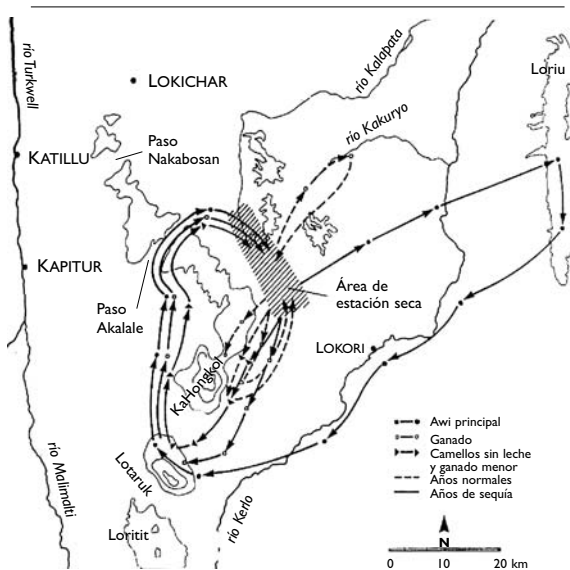 río Turkwell
LOKICHAR
río Kalapata
Loriu
KATILLU
Paso
Nakabosan
río Kakuryo
KAPITUR
Paso
Akalale
Área de
estación seca
LOKORI
KaHongkoi
río Malimalti
Lotaruk
Loritit
río Kerlo
Awi principal
Ganado
Camellos sin leche
y ganado menor
Años normales
Años de sequía
N
0 10 20 km